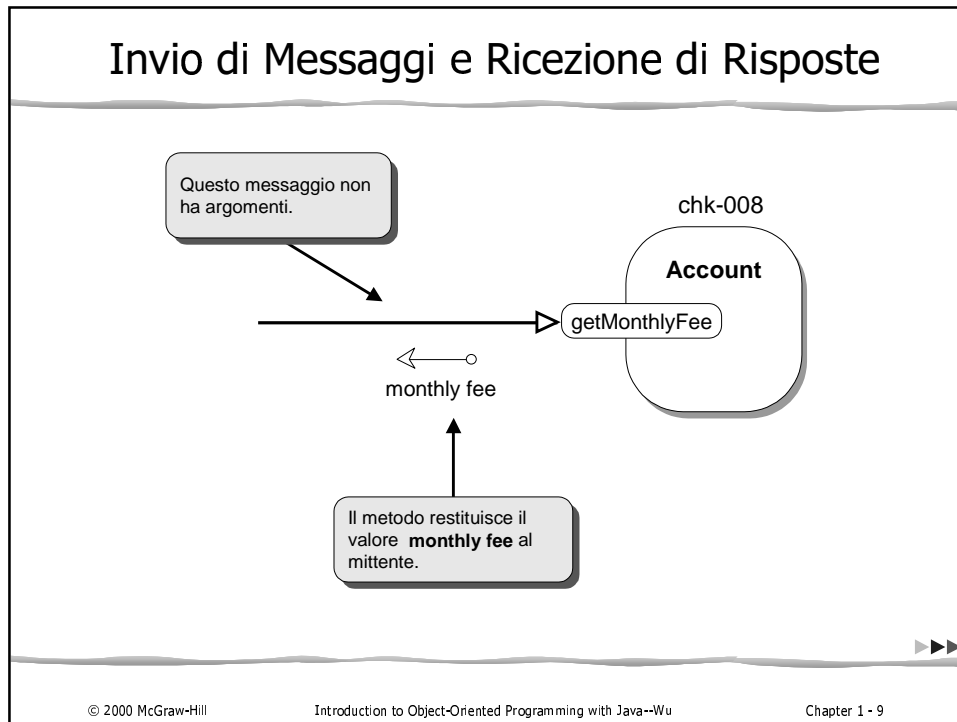 Invio di Messaggi e Ricezione di Risposte
Questo messaggio non
ha argomenti.
chk-008
Account
getMonthlyFee
monthly fee
Il metodo restituisce il
valore monthly fee al
mittente.
© 2000 McGraw-Hill
Introduction to Object-Oriented Programming with Java--Wu
Chapter 1 - 9